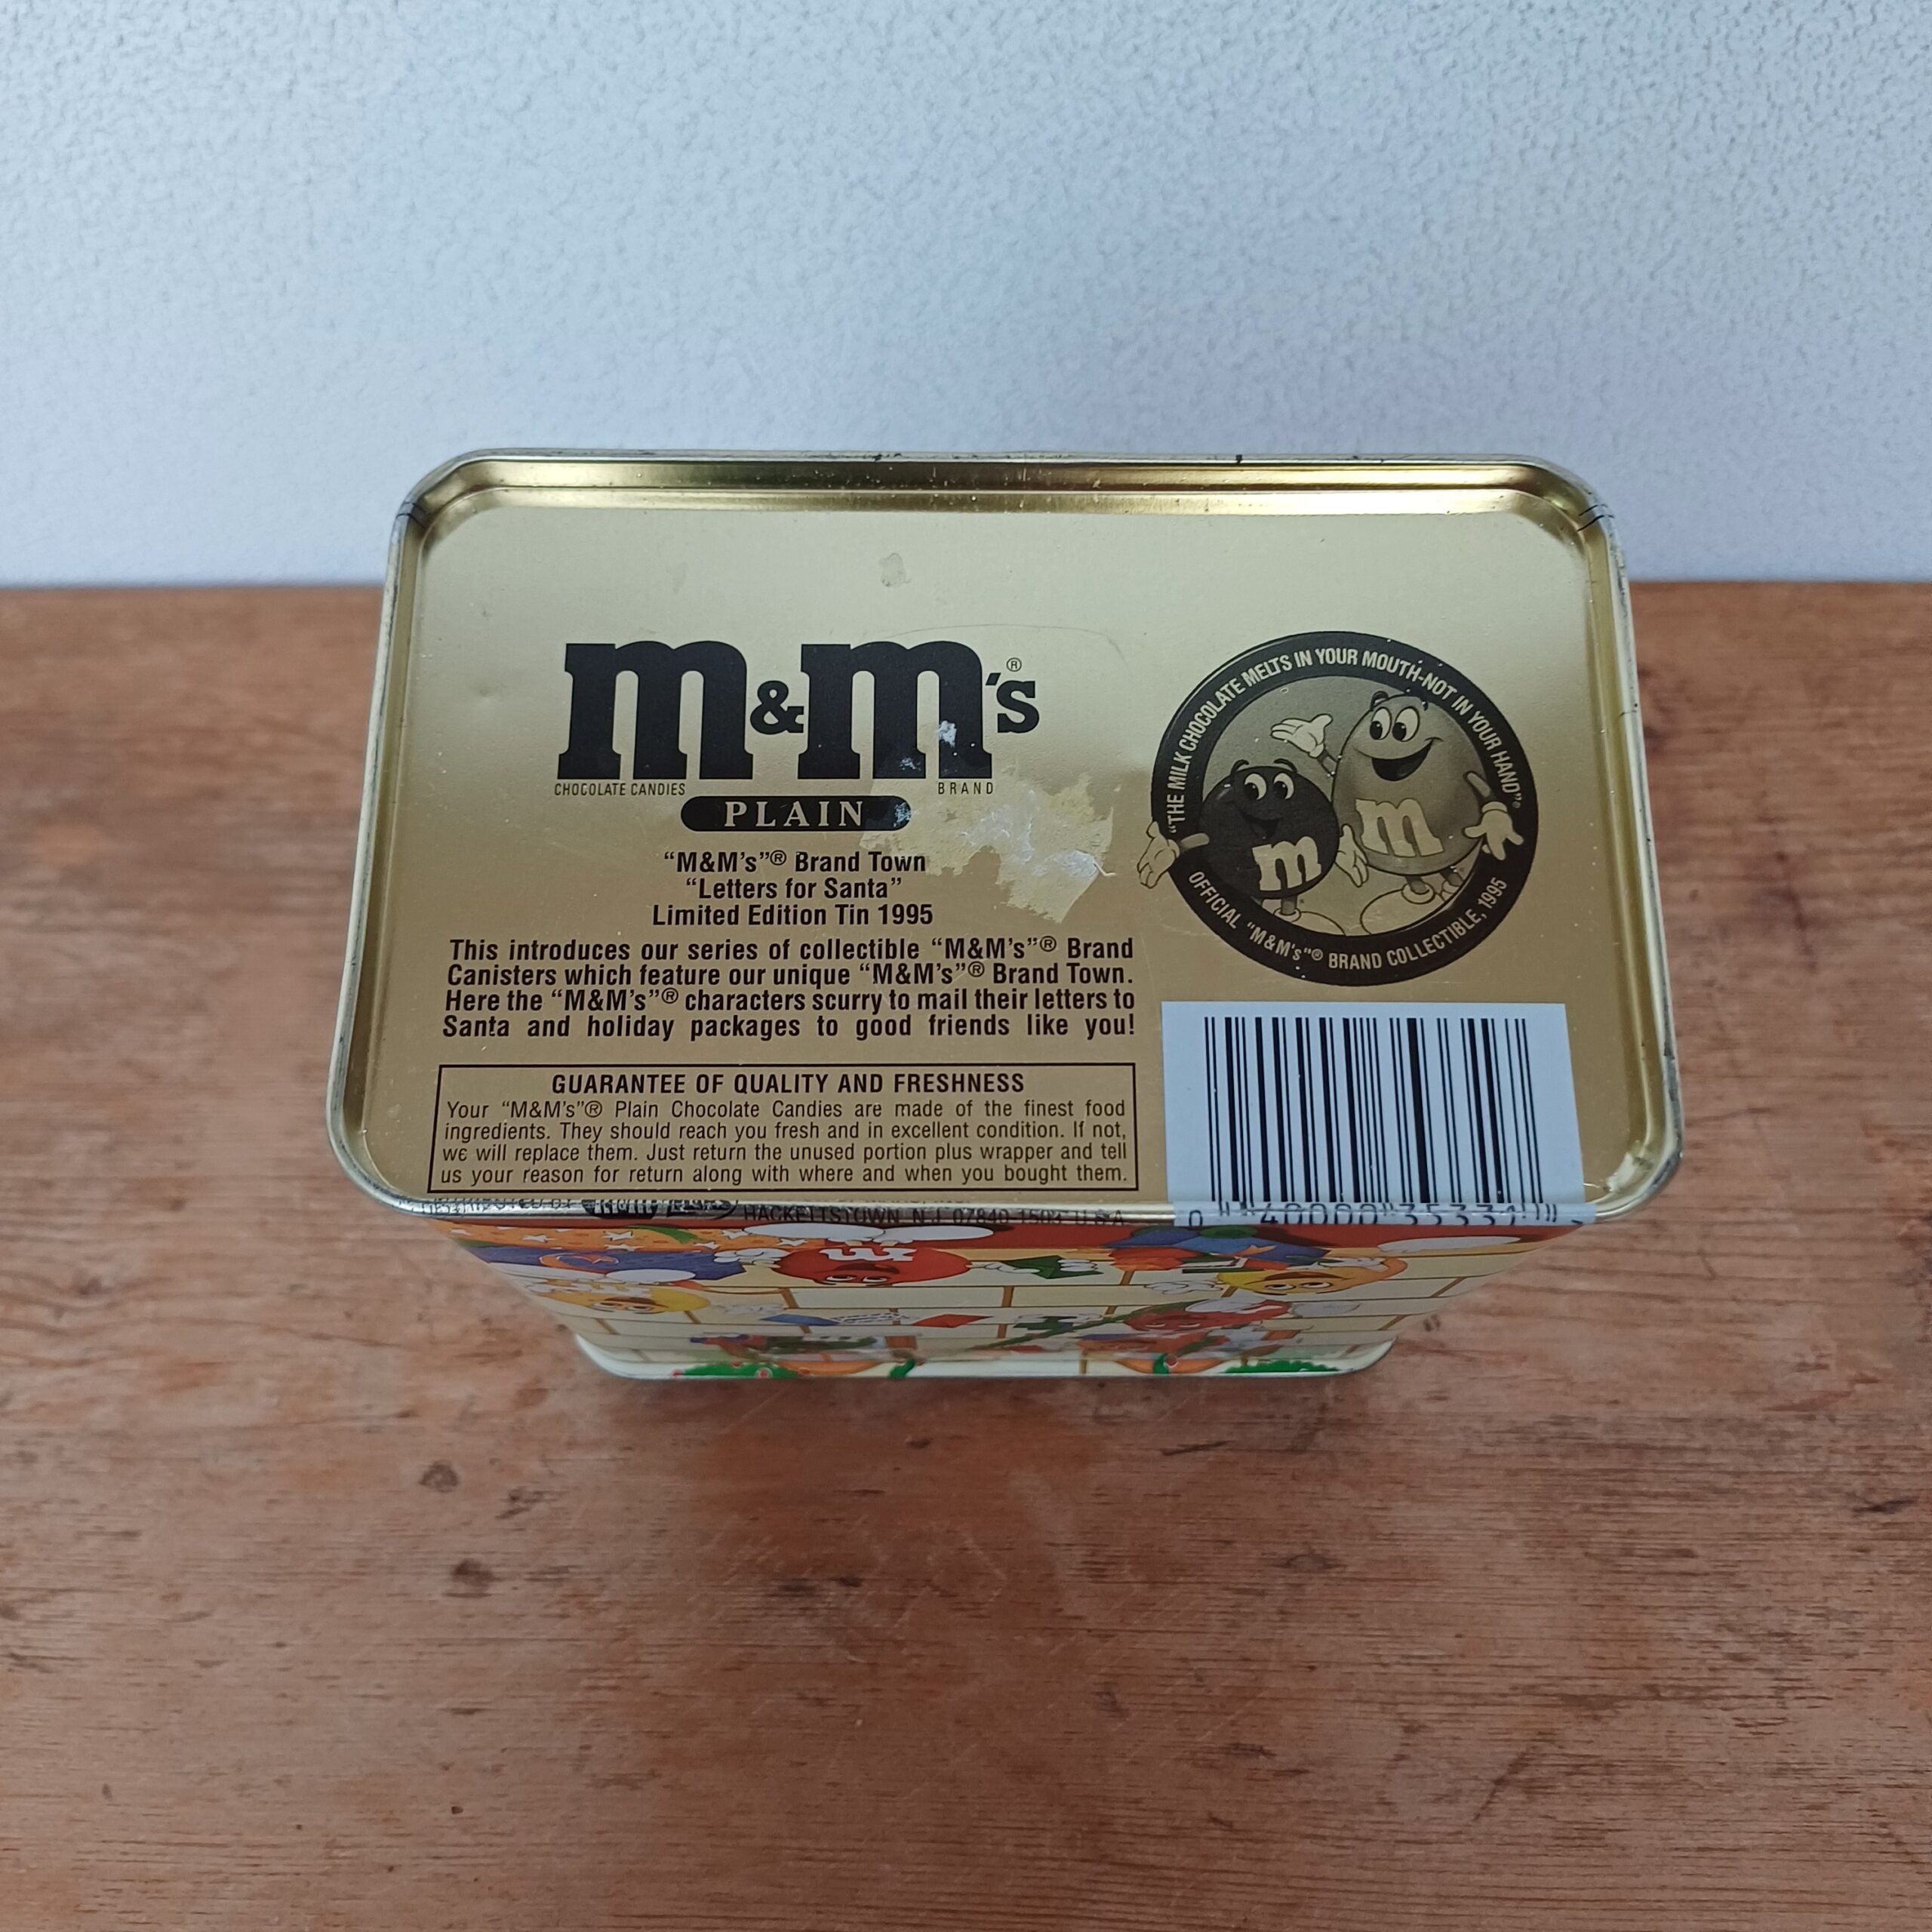 m&m's®
CHOCOLATE CANDIES BRAND
PLAIN
“M&M’s”® Brand Town
“Letters for Santa”
Limited Edition Tin 1995
This introduces our series of collectible “M&M’s”® Brand
Canisters which feature our unique “M&M’s”® Brand Town.
Here the “M&M’s”® characters scurry to mail their letters to
Santa and holiday packages to good friends like you!
GUARANTEE OF QUALITY AND FRESHNESS
Your “M&M’s”® Plain Chocolate Candies are made of the finest food
ingredients. They should reach you fresh and in excellent condition. If not,
we will replace them. Just return the unused portion plus wrapper and tell
us your reason for return along with where and when you bought them.
HACKETTSTOWN, NJ 07840-1503 U.S.A.
“THE MILK CHOCOLATE MELTS IN YOUR MOUTH-NOT IN YOUR HAND”®
m
m
OFFICIAL “M&M’s”® BRAND COLLECTIBLE, 1995
0 40000